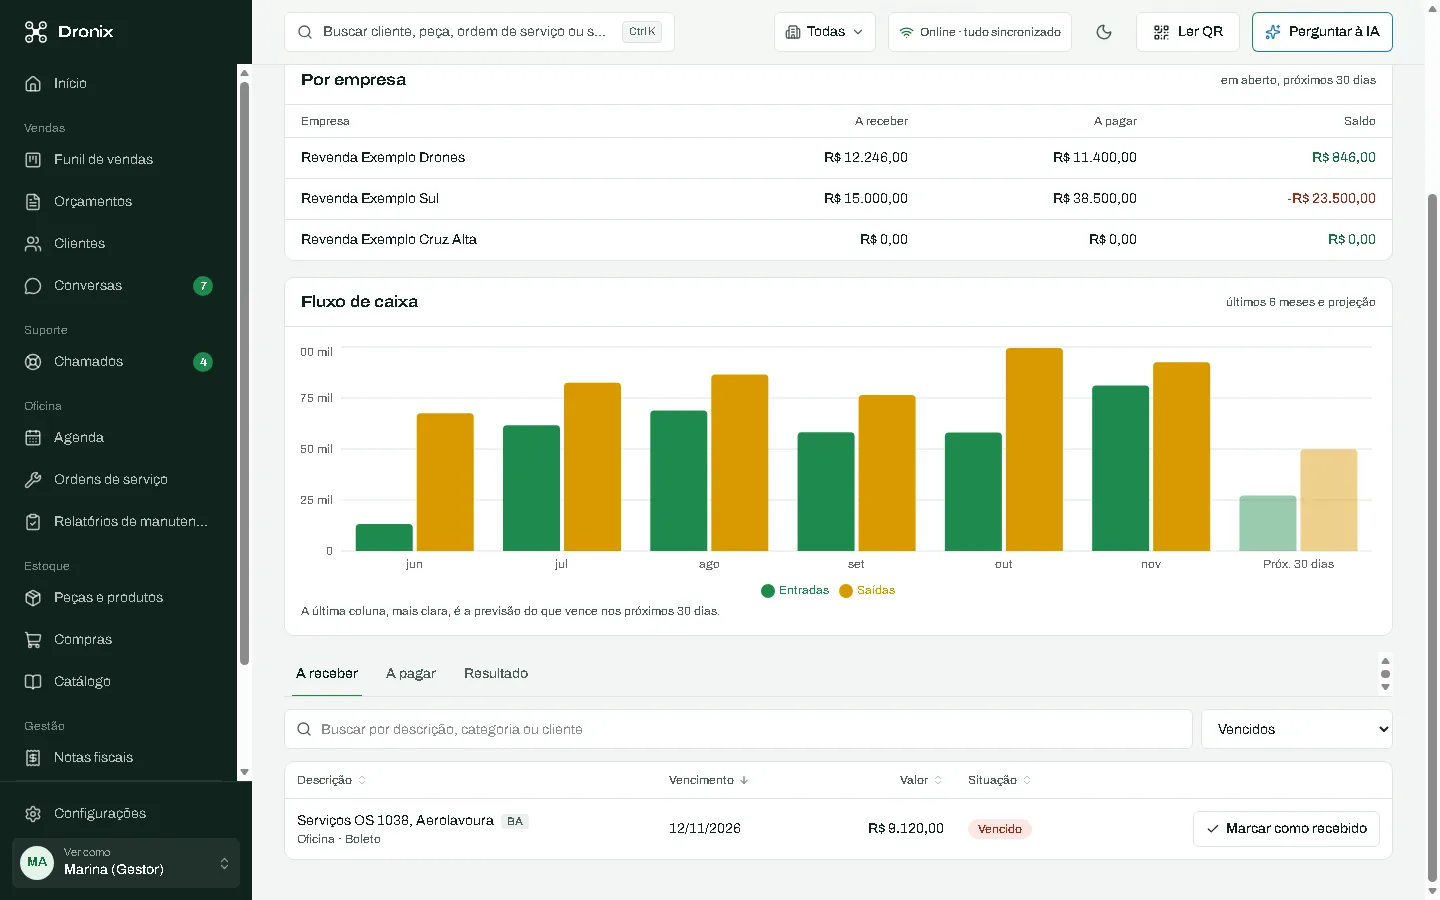 Dronix
Buscar cliente, peça, ordem de serviço ou s...
Ctrl K
Todas
Online · tudo sincronizado
Ler QR
Perguntar à IA
Início
Vendas
Funil de vendas
Orçamentos
Clientes
Conversas
7
Suporte
Chamados
4
Oficina
Agenda
Ordens de serviço
Relatórios de manuten...
Estoque
Peças e produtos
Compras
Catálogo
Gestão
Notas fiscais
Configurações
MA
Ver como
Marina (Gestor)
Por empresa
em aberto, próximos 30 dias
Empresa A receber A pagar Saldo
Revenda Exemplo Drones R$ 12.246,00 R$ 11.400,00 R$ 846,00
Revenda Exemplo Sul R$ 15.000,00 R$ 38.500,00 -R$ 23.500,00
Revenda Exemplo Cruz Alta R$ 0,00 R$ 0,00 R$ 0,00
Fluxo de caixa
últimos 6 meses e projeção
00 mil
75 mil
50 mil
25 mil
0
jun jul ago set out nov Próx. 30 dias
Entradas Saídas
A última coluna, mais clara, é a previsão do que vence nos próximos 30 dias.
A receber A pagar Resultado
Buscar por descrição, categoria ou cliente
Vencidos
Descrição Vencimento Valor Situação
Serviços OS 1038, Aerolavoura BA
Oficina · Boleto
12/11/2026
R$ 9.120,00
Vencido
Marcar como recebido